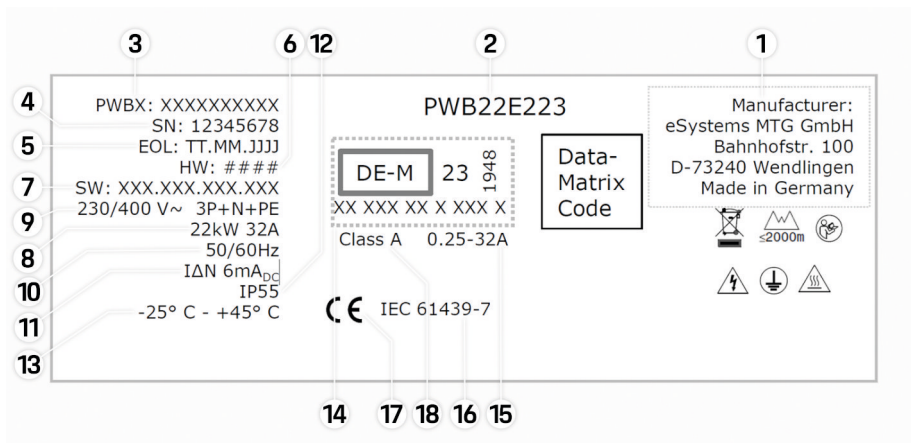 3
6
12
2
1
4
5
7
9
8
10
11
13
PWBX: XXXXXXXXXX
SN: 12345678
EOL: TT.MM.JJJJ
HW: ####
SW: XXX.XXX.XXX.XXX
230/400 V~ 3P+N+PE
22kW 32A
50/60Hz
IΔN 6mADC
IP55
-25° C - +45° C
PWB22E223
DE-M 23 1948
XX XXX XX X XXX X
Class A 0.25-32A
CE IEC 61439-7
Data-
Matrix
Code
Manufacturer:
eSystems MTG GmbH
Bahnhofstr. 100
D-73240 Wendlingen
Made in Germany
≤2000m
14
17
18
16
15